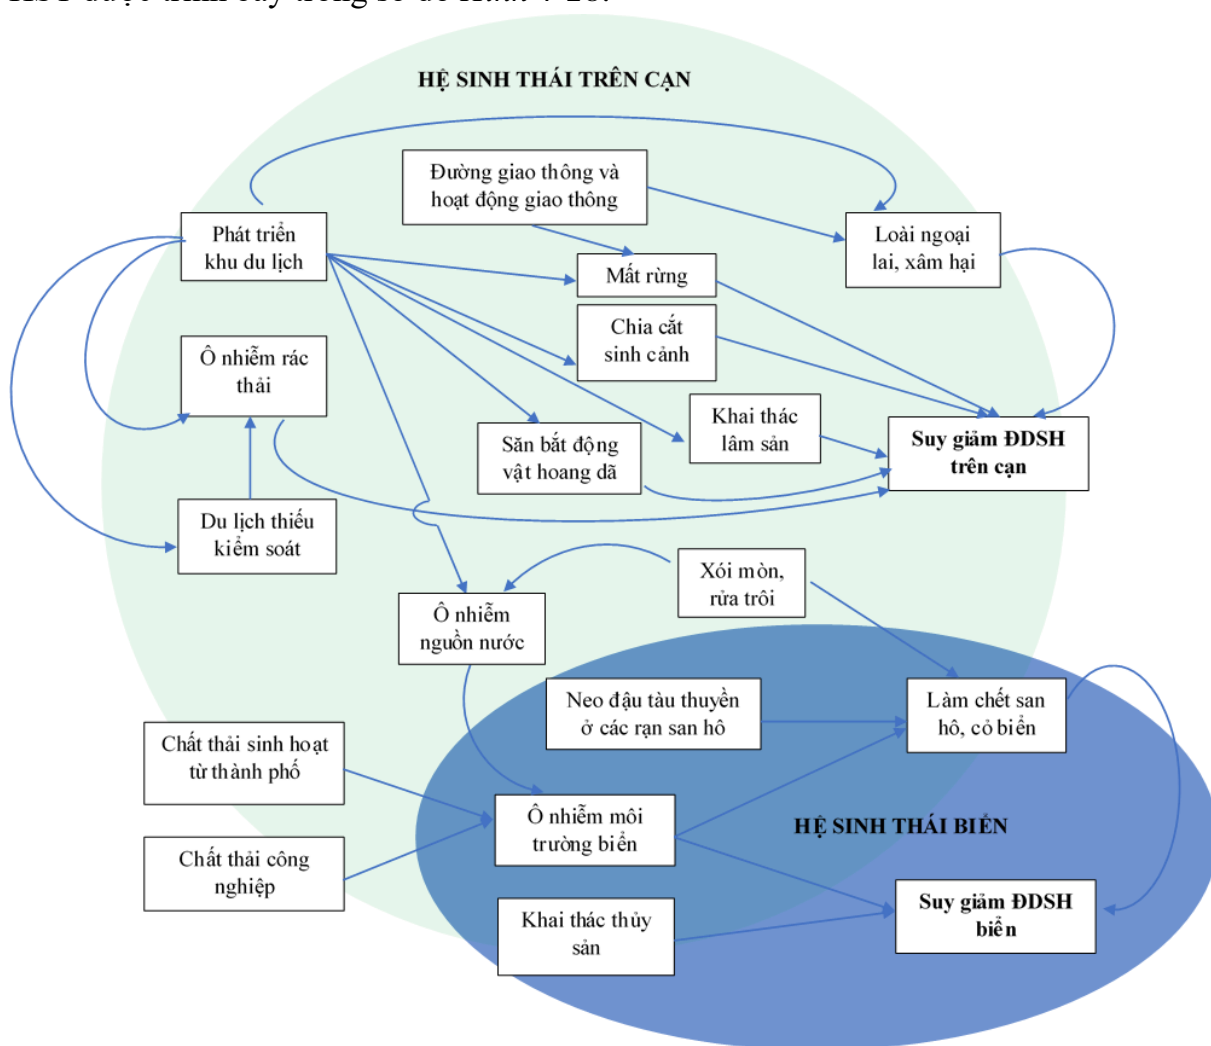 HỆ SINH THÁI TRÊN CẠN
Đường giao thông và
hoạt động giao thông
Phát triển
khu du lịch
Loài ngoại
lai, xâm hại
Mất rừng
Chia cắt
sinh cảnh
Ô nhiễm rác
thải
Khai thác
lâm sản
Suy giảm ĐDSH
trên cạn
Săn bắt động
vật hoang dã
Du lịch thiếu
kiểm soát
Xói mòn,
rửa trôi
Ô nhiễm
nguồn nước
Neo đậu tàu thuyền
ở các rạn san hô
Làm chết san
hô, cỏ biển
Chất thải sinh hoạt
từ thành phố
Ô nhiễm môi
trường biển
HỆ SINH THÁI BIỂN
Chất thải công
nghiệp
Suy giảm ĐDSH
biển
Khai thác thủy
sản